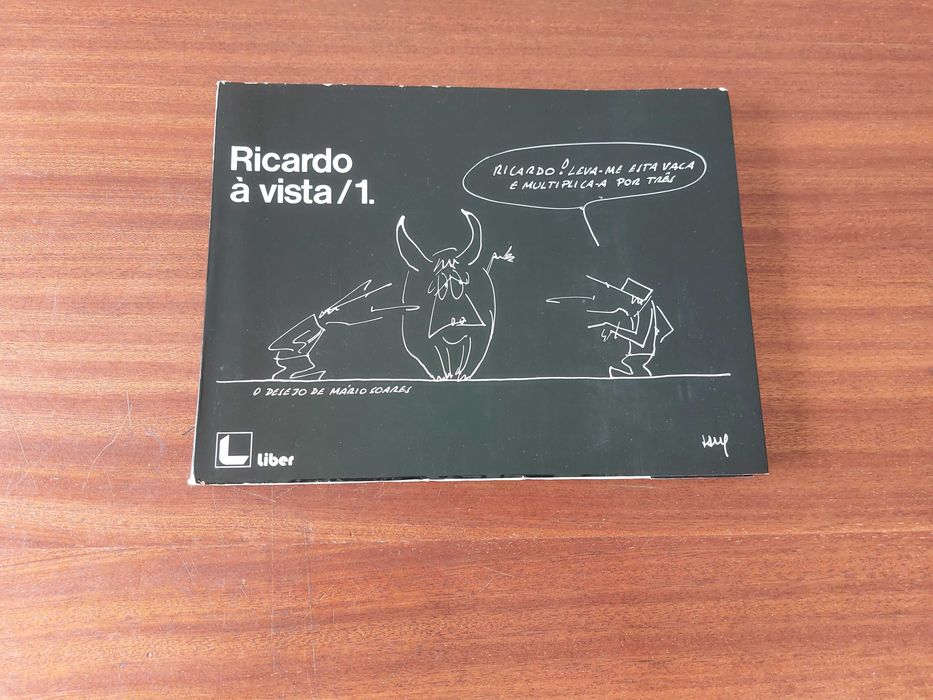 Ricardo
à vista/1.
RICARDO! LEVA-ME ESTA VACA
E MULTIPLICA-A POR TRÊS
O DESEJO DE MÁRIO SOARES
L
Liber